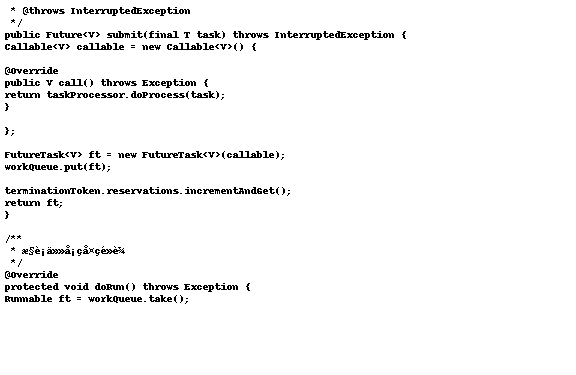 * @throws InterruptedException
*/
public Future<V> submit(final T task) throws InterruptedException {
Callable<V> callable = new Callable<V>() {
@Override
public V call() throws Exception {
return taskProcessor.doProcess(task);
}
};
FutureTask<V> ft = new FutureTask<V>(callable);
workQueue.put(ft);
terminationToken.reservations.incrementAndGet();
return ft;
}
/**
* æ§è¡ä»»å¡çå¤çé»è¾
*/
@Override
protected void doRun() throws Exception {
Runnable ft = workQueue.take();